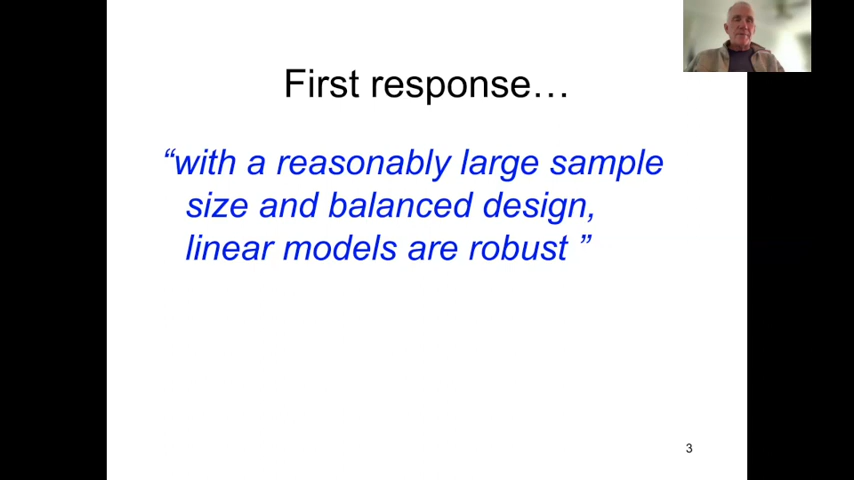 First response…
“with a reasonably large sample
size and balanced design,
linear models are robust ”
3